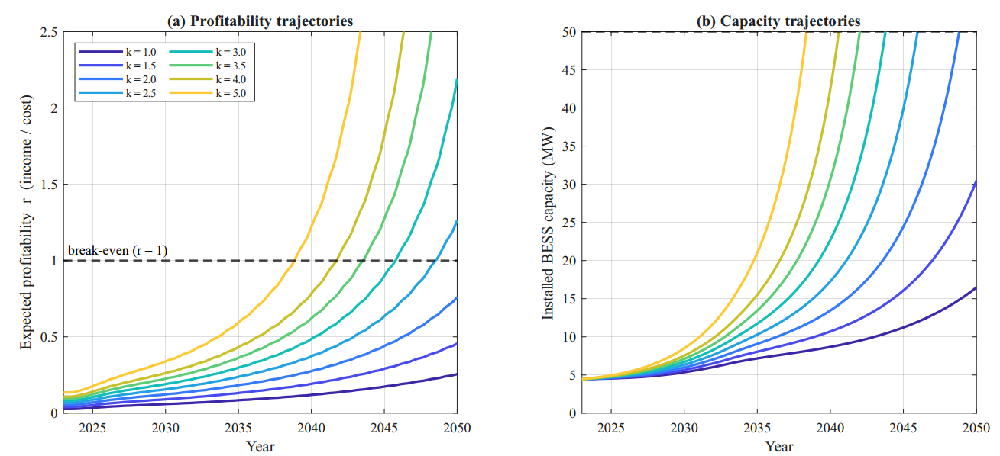 (a) Profitability trajectories
2.5
2
1.5
1
0.5
0
Expected profitability r (income / cost)
k = 1.0
k = 1.5
k = 2.0
k = 2.5
k = 3.0
k = 3.5
k = 4.0
k = 5.0
break-even (r = 1)
2025 2030 2035 2040 2045 2050
Year
(b) Capacity trajectories
50
45
40
35
30
25
20
15
10
5
0
Installed BESS capacity (MW)
2025 2030 2035 2040 2045 2050
Year